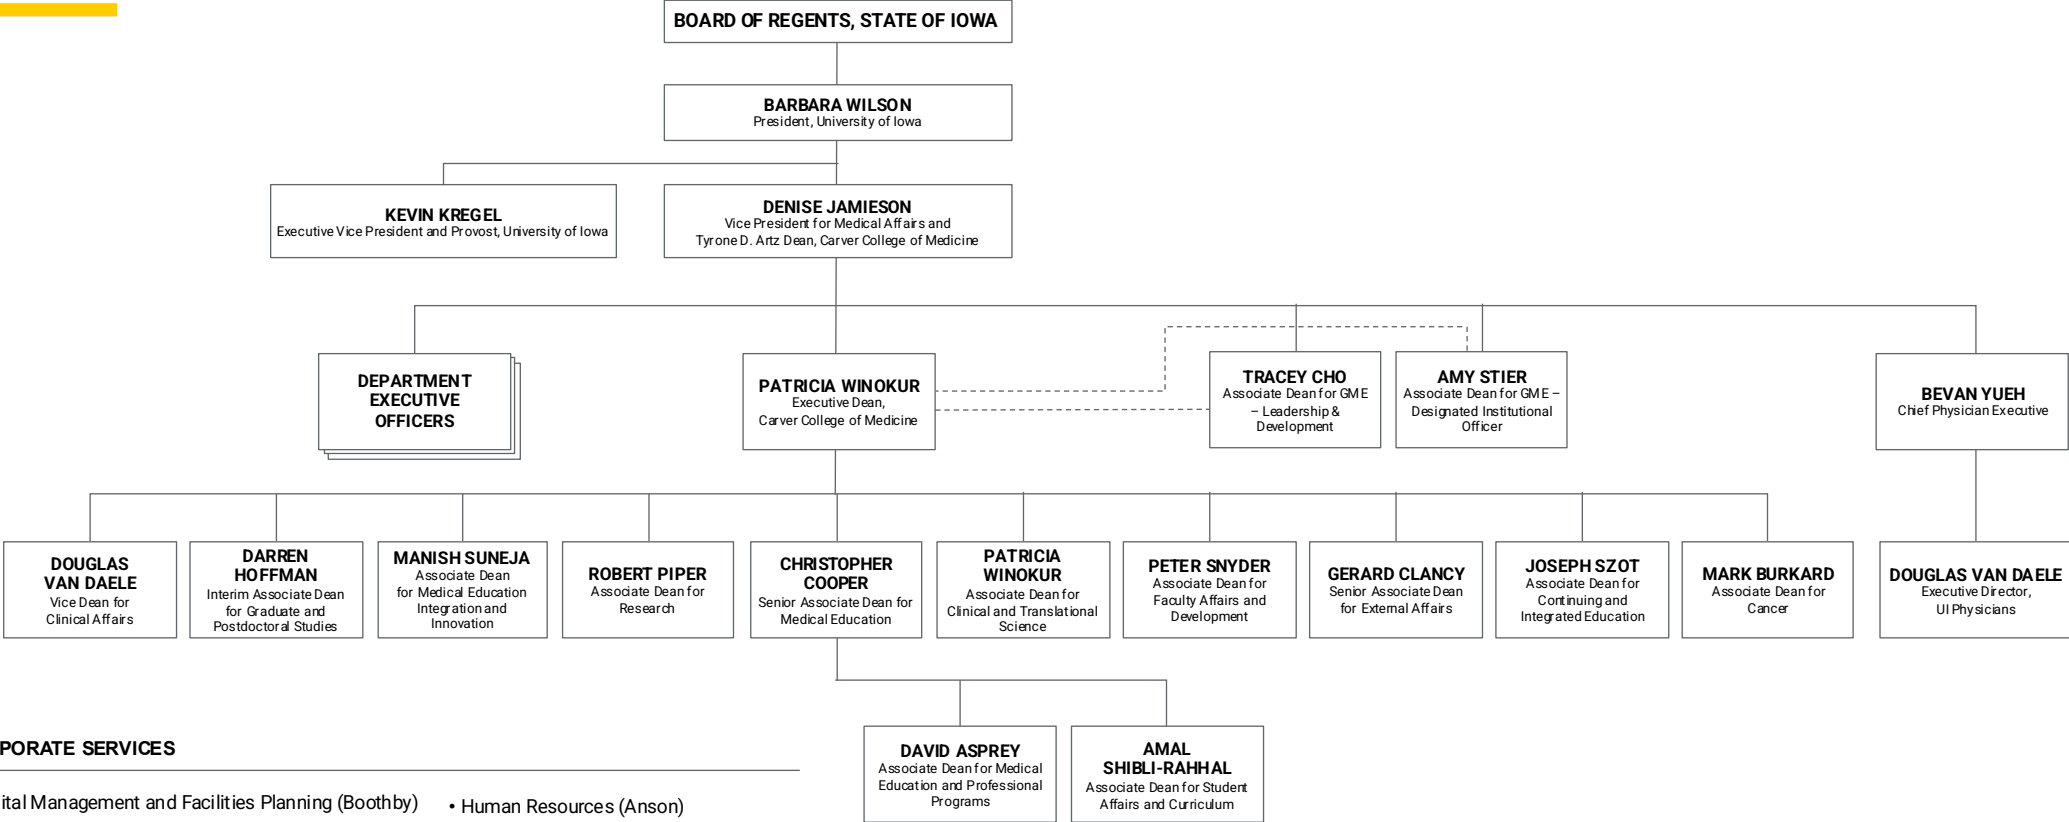 BOARD OF REGENTS, STATE OF IOWA
BARBARA WILSON
President, University of Iowa
KEVIN KREGEL
Executive Vice President and Provost, University of Iowa
DENISE JAMIESON
Vice President for Medical Affairs and
Tyrone D. Artz Dean, Carver College of Medicine
DEPARTMENT
EXECUTIVE
OFFICERS
PATRICIA WINOKUR
Executive Dean,
Carver College of Medicine
TRACEY CHO
Associate Dean for GME
– Leadership &
Development
AMY STIER
Associate Dean for GME –
Designated Institutional
Officer
BEVAN YUEH
Chief Physician Executive
DOUGLAS
VAN DAELE
Vice Dean for
Clinical Affairs
DARREN
HOFFMAN
Interim Associate Dean
for Graduate and
Postdoctoral Studies
MANISH SUNEJA
Associate Dean
for Medical Education
Integration and
Innovation
ROBERT PIPER
Associate Dean for
Research
CHRISTOPHER
COOPER
Senior Associate Dean for
Medical Education
PATRICIA
WINOKUR
Associate Dean for
Clinical and Translational
Science
PETER SNYDER
Associate Dean for
Faculty Affairs and
Development
GERARD CLANCY
Senior Associate Dean
for External Affairs
JOSEPH SZOT
Associate Dean for
Continuing and
Integrated Education
MARK BURKARD
Associate Dean for
Cancer
DOUGLAS VAN DAELE
Executive Director,
UI Physicians
DAVID ASPREY
Associate Dean for Medical
Education and Professional
Programs
AMAL
SHIBLI-RAHHAL
Associate Dean for Student
Affairs and Curriculum
PORATE SERVICES
ital Management and Facilities Planning (Boothby)
• Human Resources (Anson)